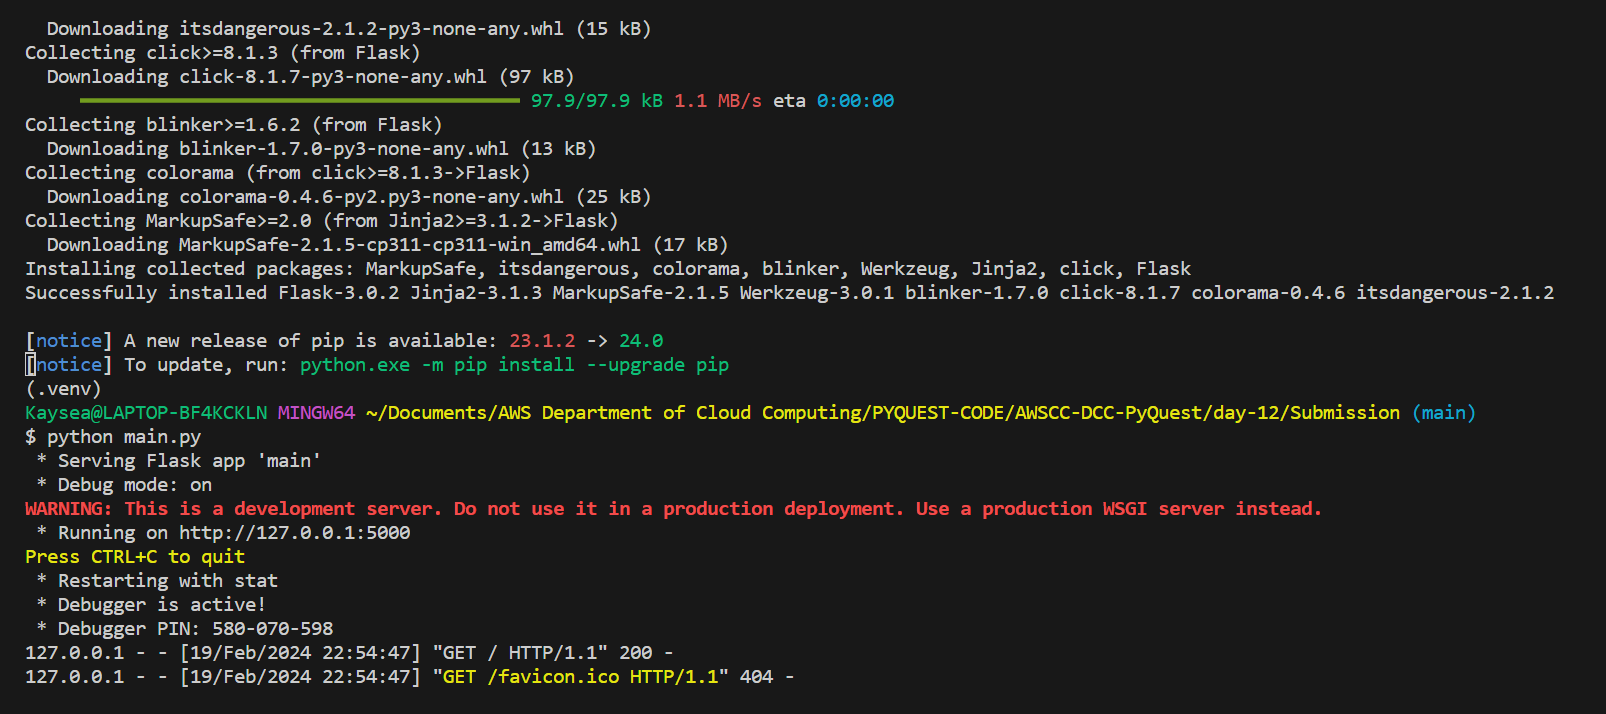 Downloading itsdangerous-2.1.2-py3-none-any.whl (15 kB)
Collecting click>=8.1.3 (from Flask)
Downloading click-8.1.7-py3-none-any.whl (97 kB)
97.9/97.9 kB 1.1 MB/s eta 0:00:00
Collecting blinker>=1.6.2 (from Flask)
Downloading blinker-1.7.0-py3-none-any.whl (13 kB)
Collecting colorama (from click>=8.1.3->Flask)
Downloading colorama-0.4.6-py2.py3-none-any.whl (25 kB)
Collecting MarkupSafe>=2.0 (from Jinja2>=3.1.2->Flask)
Downloading MarkupSafe-2.1.5-cp311-cp311-win_amd64.whl (17 kB)
Installing collected packages: MarkupSafe, itsdangerous, colorama, blinker, Werkzeug, Jinja2, click, Flask
Successfully installed Flask-3.0.2 Jinja2-3.1.3 MarkupSafe-2.1.5 Werkzeug-3.0.1 blinker-1.7.0 click-8.1.7 colorama-0.4.6 itsdangerous-2.1.2
[notice] A new release of pip is available: 23.1.2 -> 24.0
[notice] To update, run: python.exe -m pip install --upgrade pip
(.venv)
Kaysea@LAPTOP-BF4KCKLN MINGW64 ~/Documents/AWS Department of Cloud Computing/PYQUEST-CODE/AWSCC-DCC-PyQuest/day-12/Submission (main)
$ python main.py
* Serving Flask app 'main'
* Debug mode: on
WARNING: This is a development server. Do not use it in a production deployment. Use a production WSGI server instead.
* Running on http://127.0.0.1:5000
Press CTRL+C to quit
* Restarting with stat
* Debugger is active!
* Debugger PIN: 580-070-598
127.0.0.1 - - [19/Feb/2024 22:54:47] "GET / HTTP/1.1" 200 -
127.0.0.1 - - [19/Feb/2024 22:54:47] "GET /favicon.ico HTTP/1.1" 404 -